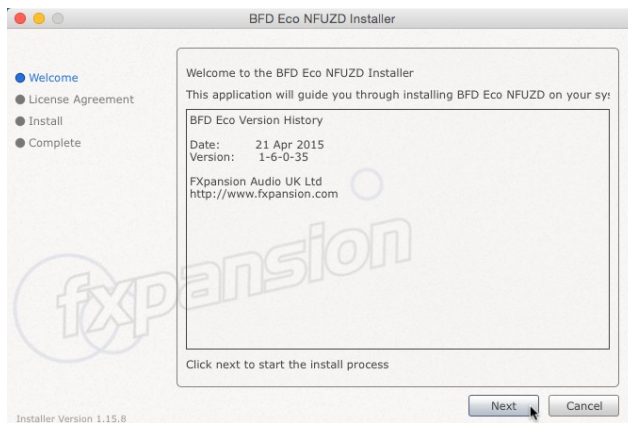 BFD Eco NFUZD Installer
Welcome
License Agreement
Install
Complete
Welcome to the BFD Eco NFUZD Installer
This application will guide you through installing BFD Eco NFUZD on your sys
BFD Eco Version History
Date: 21 Apr 2015
Version: 1-6-0-35
FXpansion Audio UK Ltd
http://www.fxpansion.com
fxpansion
Click next to start the install process
Next
Cancel
Installer Version 1.15.8